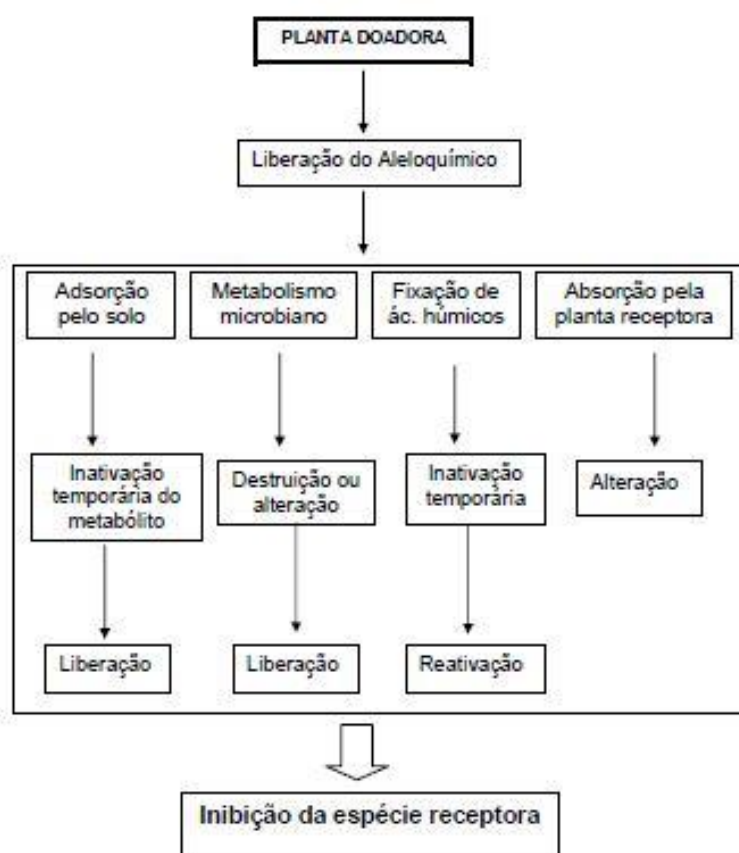 PLANTA DOADORA
Liberação do Aleloquímico
Adsorção
pelo solo
Metabolismo
microbiano
Fixação de
ác. húmicos
Absorção pela
planta receptora
Inativação
temporária do
metabólito
Destruição ou
alteração
Inativação
temporária
Alteração
Liberação
Liberação
Reativação
Inibição da espécie receptora